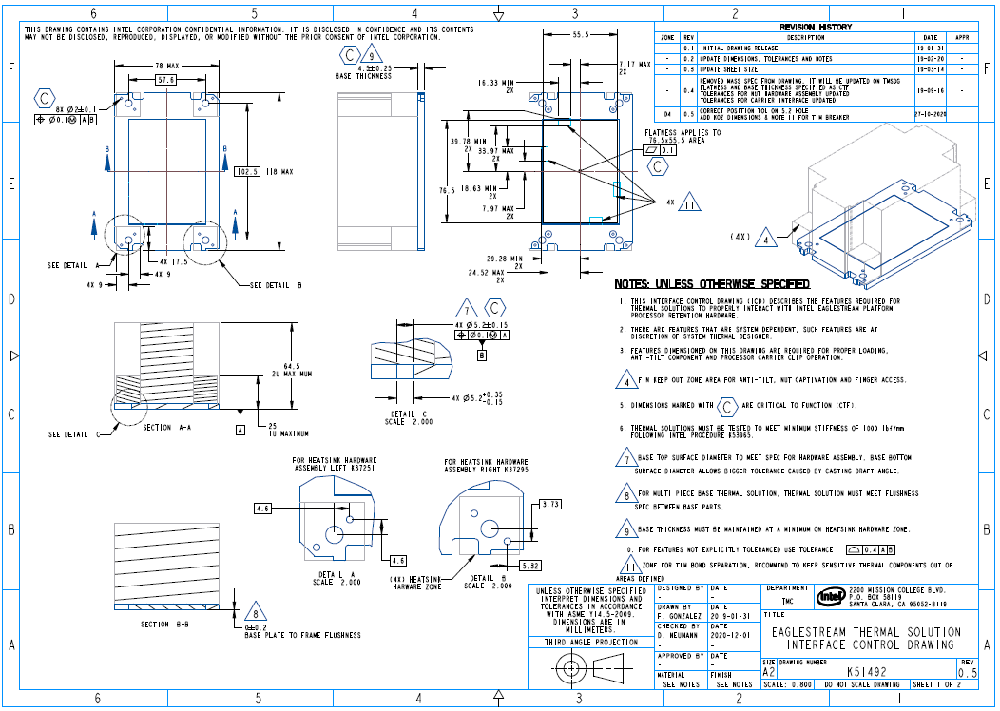 6 5 4 3 2 1
THIS DRAWING CONTAINS INTEL CORPORATION CONFIDENTIAL INFORMATION. IT IS DISCLOSED IN CONFIDENCE AND ITS CONTENTS
MAY NOT BE DISCLOSED, REPRODUCED, DISPLAYED, OR MODIFIED WITHOUT THE PRIOR CONSENT OF INTEL CORPORATION.
REVISION HISTORY
ZONE REV DESCRIPTION DATE APPR
- 0.1 INITIAL DRAWING RELEASE 19-01-31 -
- 0.2 UPDATE DIMENSIONS, TOLERANCES AND NOTES 19-02-20 -
- 0.3 UPDATE SHEET SIZE 19-03-14 -
REMOVED MASS SPEC FROM DRAWING. IT WILL BE UPDATED ON TMSDG
- 0.4 FLATNESS AND BASE THICKNESS SPECIFIED AS CTF 19-09-16 -
TOLERANCES FOR NUT HARDWARE ASSEMBLY UPDATED
TOLERANCES FOR CARRIER INTERFACE UPDATED
D4 0.5 CORRECT POSITION TOL ON 5.2 HOLE 27-10-2020
ADD KOZ DIMENSIONS & NOTE 11 FOR TIM BREAKER
F
E
D
C
B
A
F
E
D
C
B
A
78 MAX
57.6
C
8X Ø2±0.1
Ø0.1Ⓜ A B
B
B
102.5
118 MAX
A
A
SEE DETAIL A
4X 9
4X 9
4X 17.5
SEE DETAIL B
C
9
4.5±0.25
BASE THICKNESS
55.5
7.17 MAX
2X
16.33 MIN
2X
39.78 MIN
2X
33.97 MAX
2X
76.5
18.63 MIN
2X
7.97 MAX
2X
29.28 MIN
2X
24.52 MAX
2X
FLATNESS APPLIES TO
76.5x55.5 AREA
0.1
C
4X 11
(4X) 4
NOTES: UNLESS OTHERWISE SPECIFIED
1. THIS INTERFACE CONTROL DRAWING (ICD) DESCRIBES THE FEATURES REQUIRED FOR
THERMAL SOLUTIONS TO PROPERLY INTERACT WITH INTEL EAGLESTREAM PLATFORM
PROCESSOR RETENTION HARDWARE.
2. THERE ARE FEATURES THAT ARE SYSTEM DEPENDENT, SUCH FEATURES ARE AT
DISCRETION OF SYSTEM THERMAL DESIGNER.
3. FEATURES DIMENSIONED ON THIS DRAWING ARE REQUIRED FOR PROPER LOADING,
ANTI-TILT COMPONENT AND PROCESSOR CARRIER CLIP OPERATION.
4 FIN KEEP OUT ZONE AREA FOR ANTI-TILT, NUT CAPTIVATION AND FINGER ACCESS.
5. DIMENSIONS MARKED WITH C ARE CRITICAL TO FUNCTION (CTF).
6. THERMAL SOLUTIONS MUST BE TESTED TO MEET MINIMUM STIFFNESS OF 1000 lbf/mm
FOLLOWING INTEL PROCEDURE K53965.
7 BASE TOP SURFACE DIAMETER TO MEET SPEC FOR HARDWARE ASSEMBLY. BASE BOTTOM
SURFACE DIAMETER ALLOWS BIGGER TOLERANCE CAUSED BY CASTING DRAFT ANGLE.
8 FOR MULTI PIECE BASE THERMAL SOLUTION, THERMAL SOLUTION MUST MEET FLUSHNESS
SPEC BETWEEN BASE PARTS.
9 BASE THICKNESS MUST BE MAINTAINED AT A MINIMUM ON HEATSINK HARDWARE ZONE.
10. FOR FEATURES NOT EXPLICITLY TOLERANCED USE TOLERANCE 0.4 A B
11 ZONE FOR TIM BOND SEPARATION, RECOMMEND TO KEEP SENSITIVE THERMAL COMPONENTS OUT OF
AREAS DEFINED
64.5
2U MAXIMUM
25
1U MAXIMUM
A
SEE DETAIL C
SECTION A-A
7 C
4X Ø5.2±0.15
Ø0.1Ⓜ A
B
4X Ø5.2+0.35
-0.15
DETAIL C
SCALE 2.000
FOR HEATSINK HARDWARE
ASSEMBLY LEFT K37251
4.6
4.6
DETAIL A
SCALE 2.000
FOR HEATSINK HARDWARE
ASSEMBLY RIGHT K37295
3.73
5.32
(4X) HEATSINK
HARWARE ZONE
DETAIL B
SCALE 2.000
SECTION B-B
8
0±0.2
BASE PLATE TO FRAME FLUSHNESS
UNLESS OTHERWISE SPECIFIED
INTERPRET DIMENSIONS AND
TOLERANCES IN ACCORDANCE
WITH ASME Y14.5-2009.
DIMENSIONS ARE IN
MILLIMETERS.
THIRD ANGLE PROJECTION
DESIGNED BY DATE
- -
DRAWN BY DATE
F. GONZALEZ 2019-01-31
CHECKED BY DATE
D. NEUMANN 2020-12-01
- -
APPROVED BY DATE
- -
MATERIAL FINISH
SEE NOTES SEE NOTES
DEPARTMENT
TMC
intel
2200 MISSION COLLEGE BLVD.
P.O. BOX 58119
SANTA CLARA, CA 95052-8119
TITLE
EAGLESTREAM THERMAL SOLUTION
INTERFACE CONTROL DRAWING
SIZE DRAWING NUMBER REV
A2 K51492 0.5
SCALE: 0.800 DO NOT SCALE DRAWING SHEET 1 OF 2
6 5 4 3 2 1